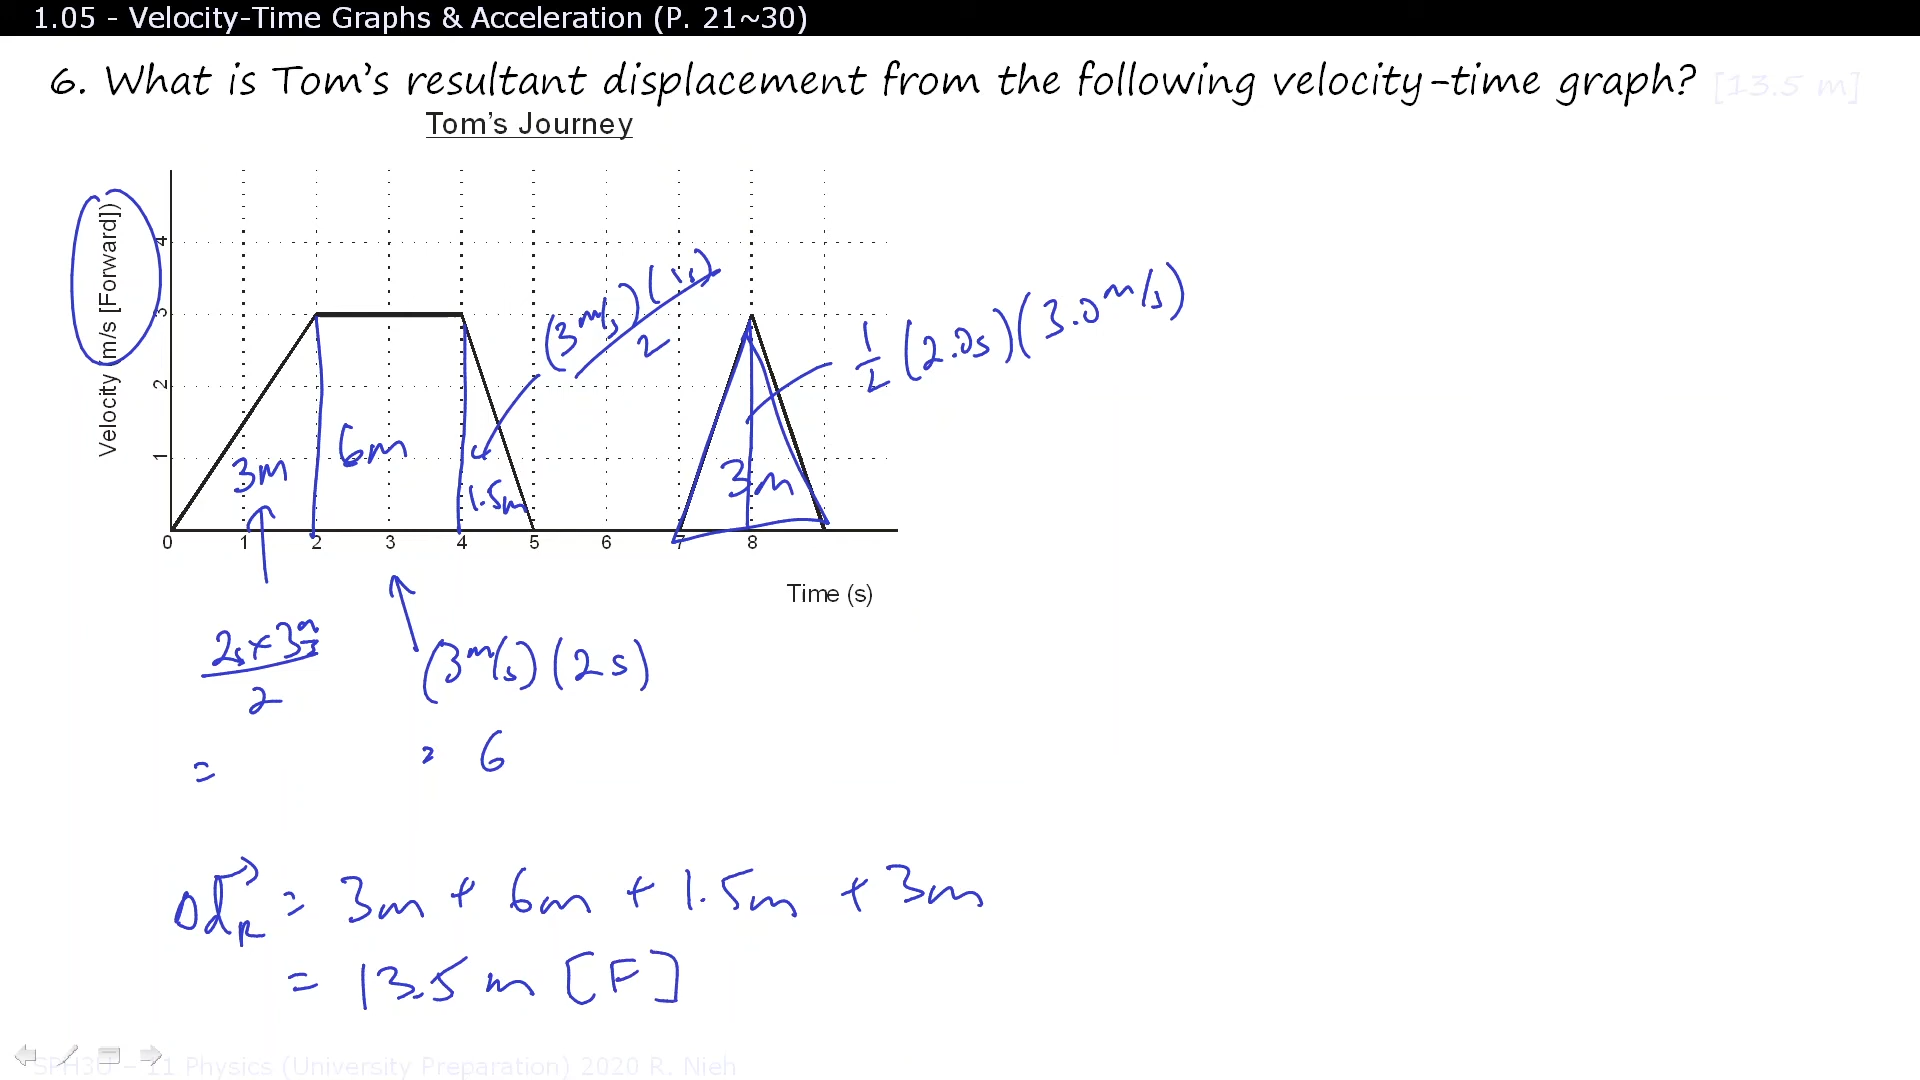 1.05 - Velocity-Time Graphs & Acceleration (P. 21~30)
6. What is Tom's resultant displacement from the following velocity-time graph? [13.5 m]
Tom's Journey
Velocity (m/s [Forward])
4
3
2
1
(3 m/s)(1s)
2
1/2 (2.0s)(3.0 m/s)
3m
6m
1.5m
3m
0 1 2 3 4 5 6 7 8
Time (s)
2s × 3 m/s
2
=
(3 m/s)(2s)
= 6
Δd⃗R = 3m + 6m + 1.5m + 3m
= 13.5 m [F]
SPH3U – 11 Physics (University Preparation) 2020 R. Nieh